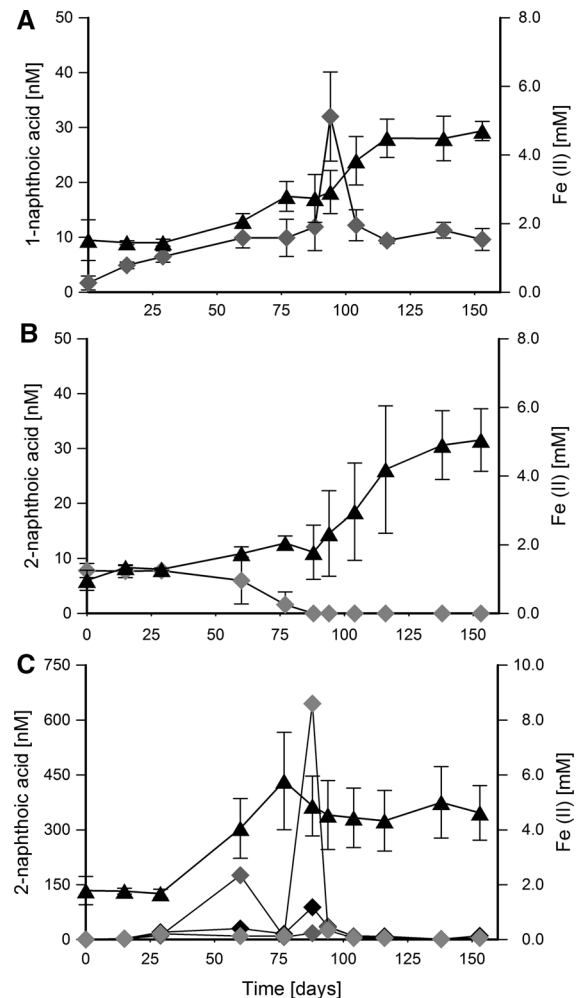 A
50
40
30
20
10
0
1-naphthoic acid [nM]
8.0
6.0
4.0
2.0
0.0
Fe (II) [mM]
25 50 75 100 125 150
B
50
40
30
20
10
0
2-naphthoic acid [nM]
8.0
6.0
4.0
2.0
0.0
Fe (II) [mM]
0 25 50 75 100 125 150
C
750
600
450
300
150
0
2-naphthoic acid [nM]
10.0
8.0
6.0
4.0
2.0
0.0
Fe (II) [mM]
0 25 50 75 100 125 150
Time [days]